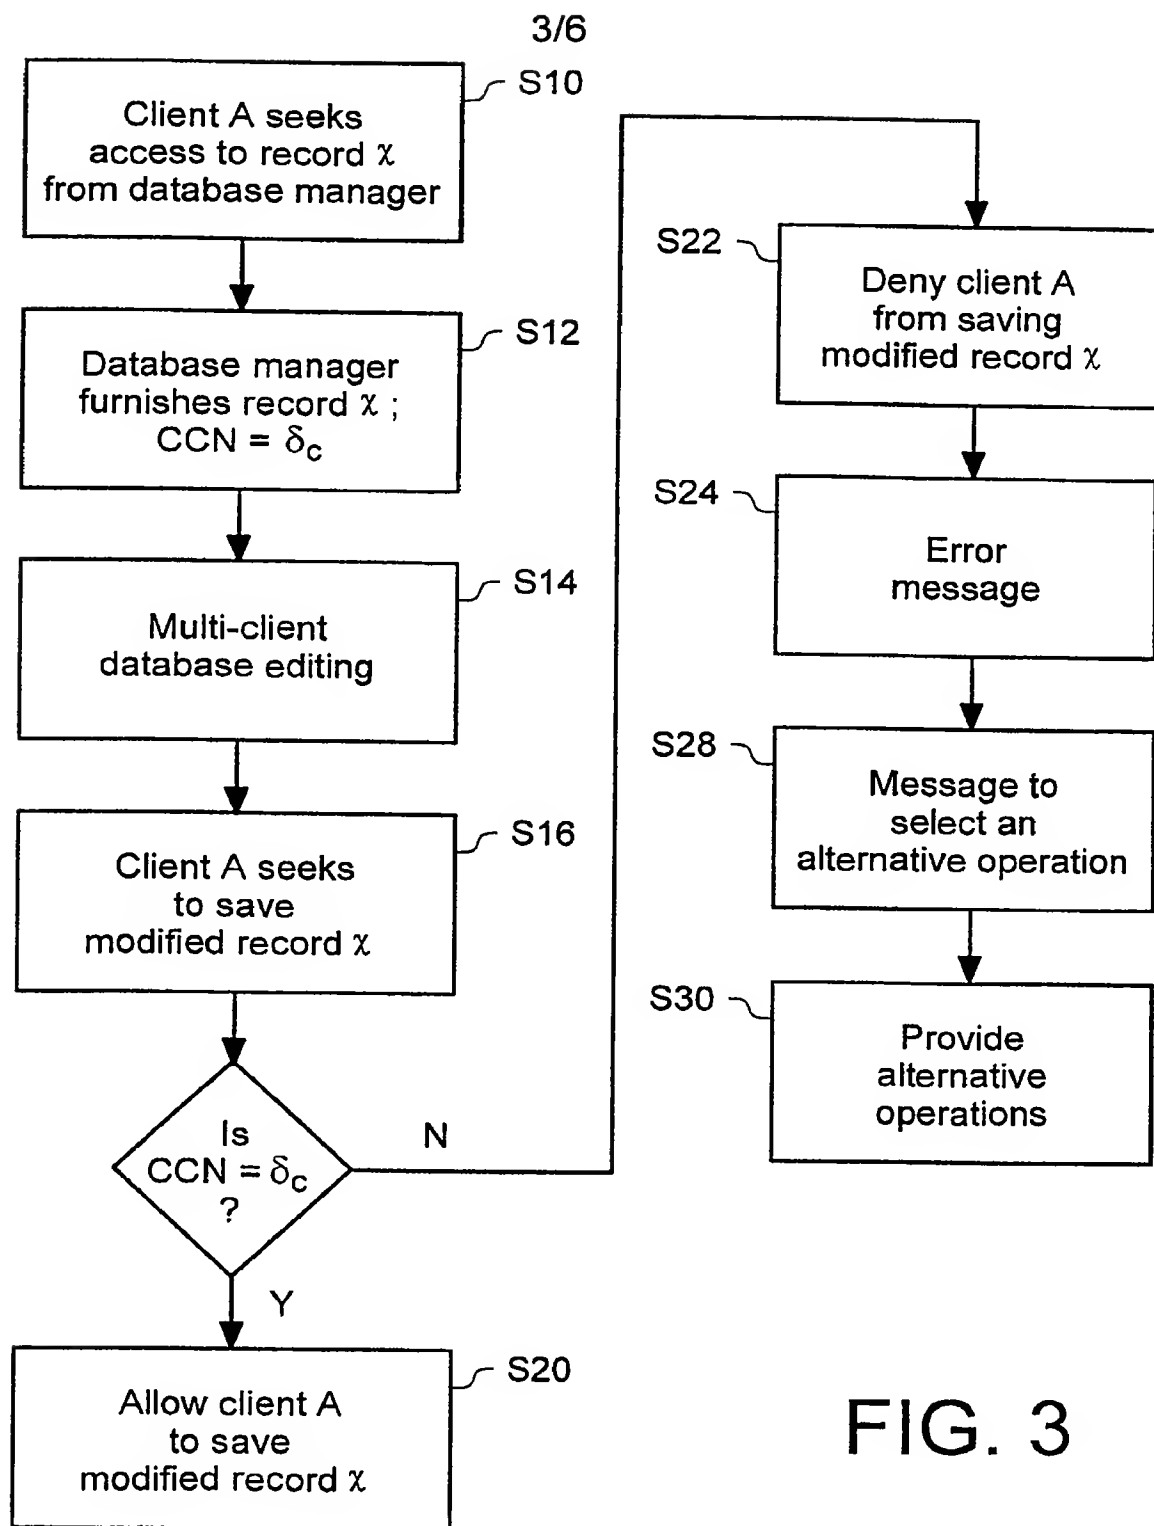 3/6
S10
Client A seeks
access to record χ
from database manager
S12
Database manager
furnishes record χ ;
CCN = δc
S14
Multi-client
database editing
S16
Client A seeks
to save
modified record χ
Is
CCN = δc
?
N
Y
S20
Allow client A
to save
modified record χ
S22
Deny client A
from saving
modified record χ
S24
Error
message
S28
Message to
select an
alternative operation
S30
Provide
alternative
operations
FIG. 3